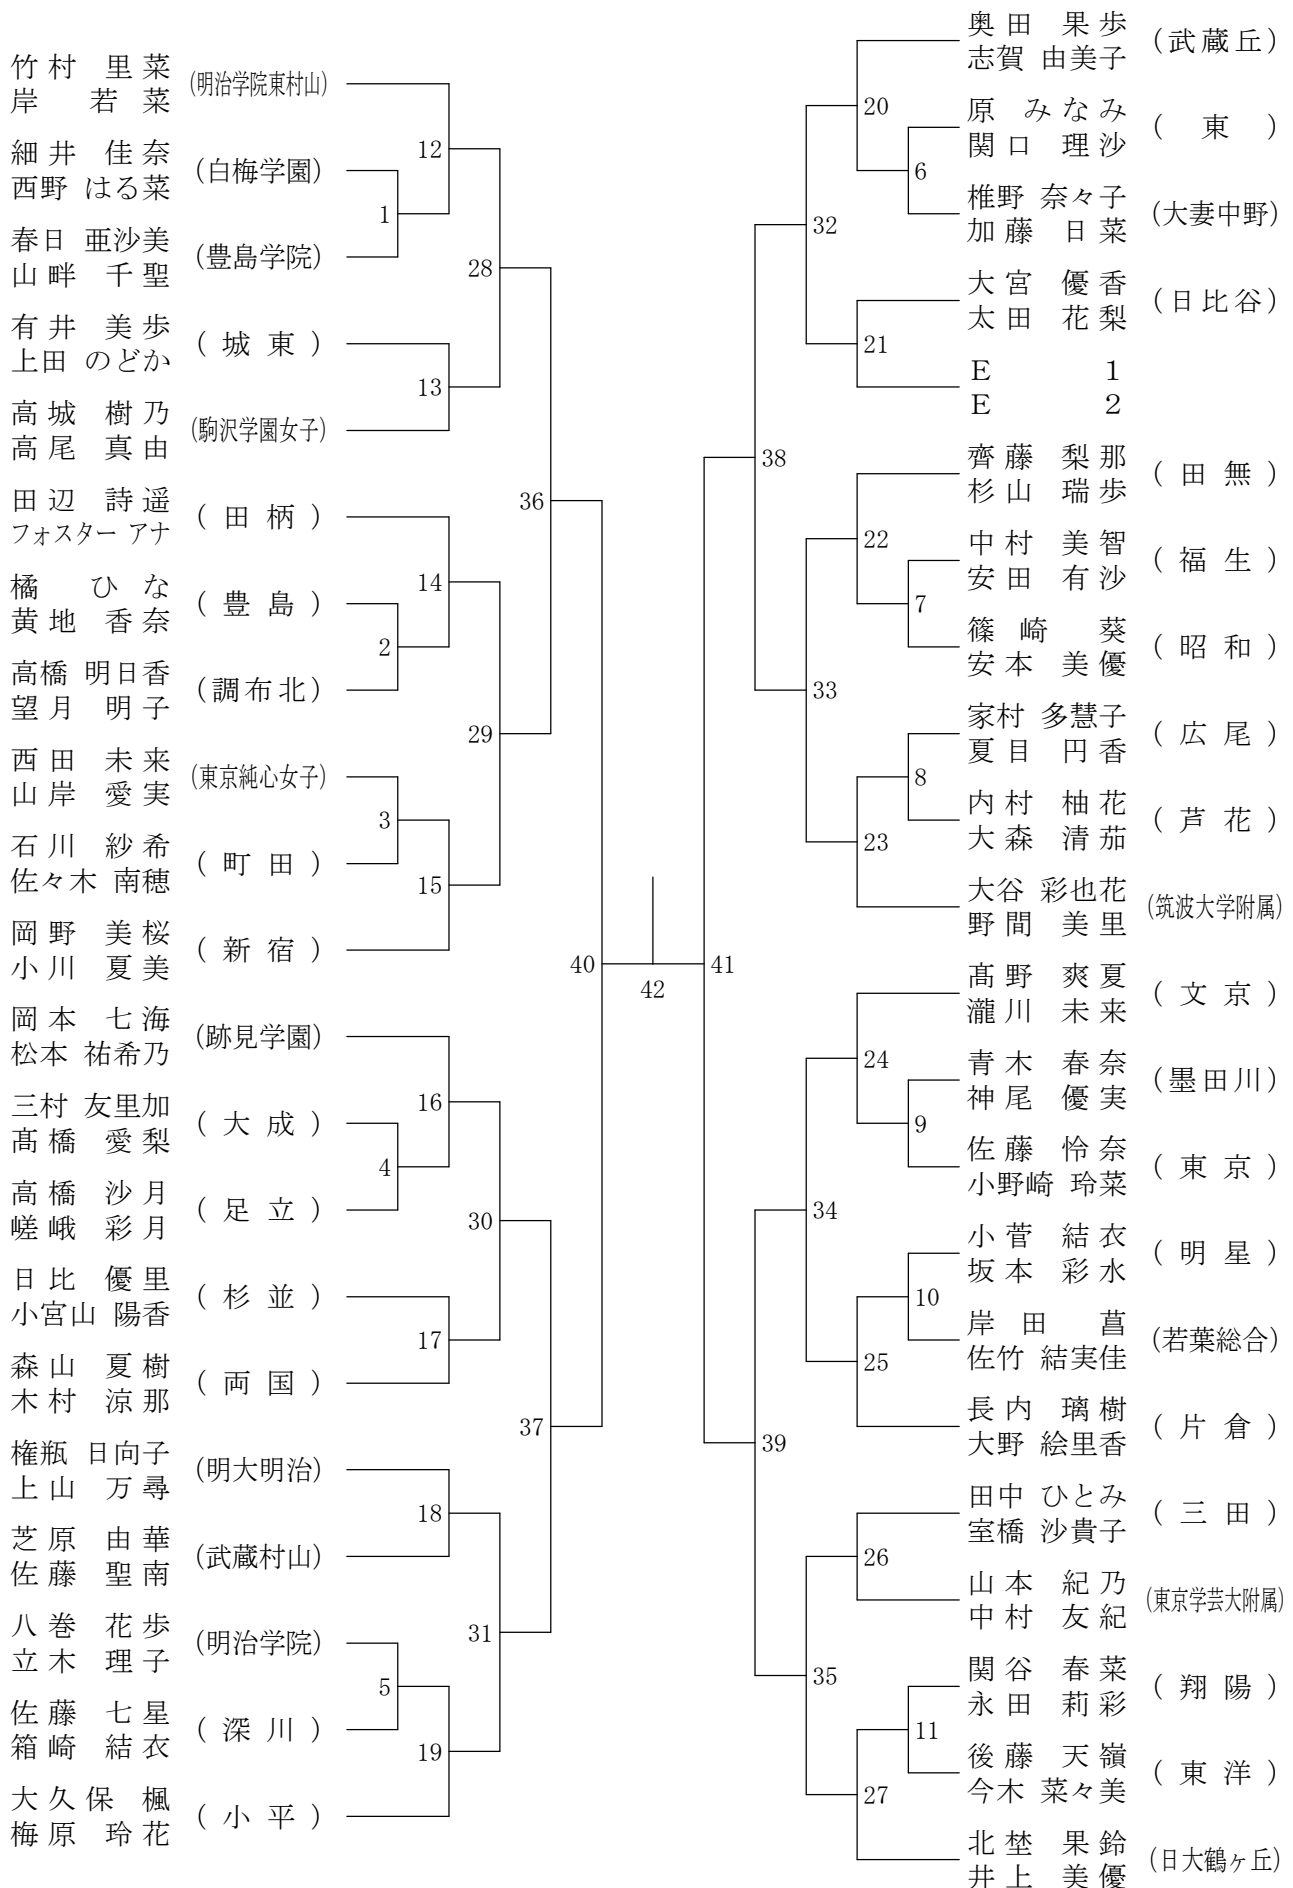 竹村 里菜
岸 若菜
(明治学院東村山)
細井 佳奈
西野 はる菜
(白梅学園)
春日 亜沙美
山畔 千聖
(豊島学院)
有井 美歩
上田 のどか
(城東)
高城 樹乃
高尾 真由
(駒沢学園女子)
田辺 詩遥
フォスター アナ
(田柄)
橘 ひな
黄地 香奈
(豊島)
高橋 明日香
望月 明子
(調布北)
西田 未来
山岸 愛実
(東京純心女子)
石川 紗希
佐々木 南穂
(町田)
岡野 美桜
小川 夏美
(新宿)
岡本 七海
松本 祐希乃
(跡見学園)
三村 友里加
髙橋 愛梨
(大成)
高橋 沙月
嵯峨 彩月
(足立)
日比 優里
小宮山 陽香
(杉並)
森山 夏樹
木村 涼那
(両国)
権瓶 日向子
上山 万尋
(明大明治)
芝原 由華
佐藤 聖南
(武蔵村山)
八巻 花歩
立木 理子
(明治学院)
佐藤 七星
箱崎 結衣
(深川)
大久保 楓
梅原 玲花
(小平)
12
1
28
13
36
14
2
29
3
15
40
16
4
30
17
37
18
31
5
19
42
41
20
6
32
21
38
22
7
33
8
23
24
9
34
10
25
39
26
35
11
27
奥田 果歩
志賀 由美子
(武蔵丘)
原 みなみ
関口 理沙
(東)
椎野 奈々子
加藤 日菜
(大妻中野)
大宮 優香
太田 花梨
(日比谷)
E 1
E 2
齊藤 梨那
杉山 瑞歩
(田無)
中村 美智
安田 有沙
(福生)
篠崎 葵
安本 美優
(昭和)
家村 多慧子
夏目 円香
(広尾)
内村 柚花
大森 清茄
(芦花)
大谷 彩也花
野間 美里
(筑波大学附属)
髙野 爽夏
瀧川 未来
(文京)
青木 春奈
神尾 優実
(墨田川)
佐藤 怜奈
小野崎 玲菜
(東京)
小菅 結衣
坂本 彩水
(明星)
岸田 菖
佐竹 結実佳
(若葉総合)
長内 璃樹
大野 絵里香
(片倉)
田中 ひとみ
室橋 沙貴子
(三田)
山本 紀乃
中村 友紀
(東京学芸大附属)
関谷 春菜
永田 莉彩
(翔陽)
後藤 天嶺
今木 菜々美
(東洋)
北埜 果鈴
井上 美優
(日大鶴ヶ丘)